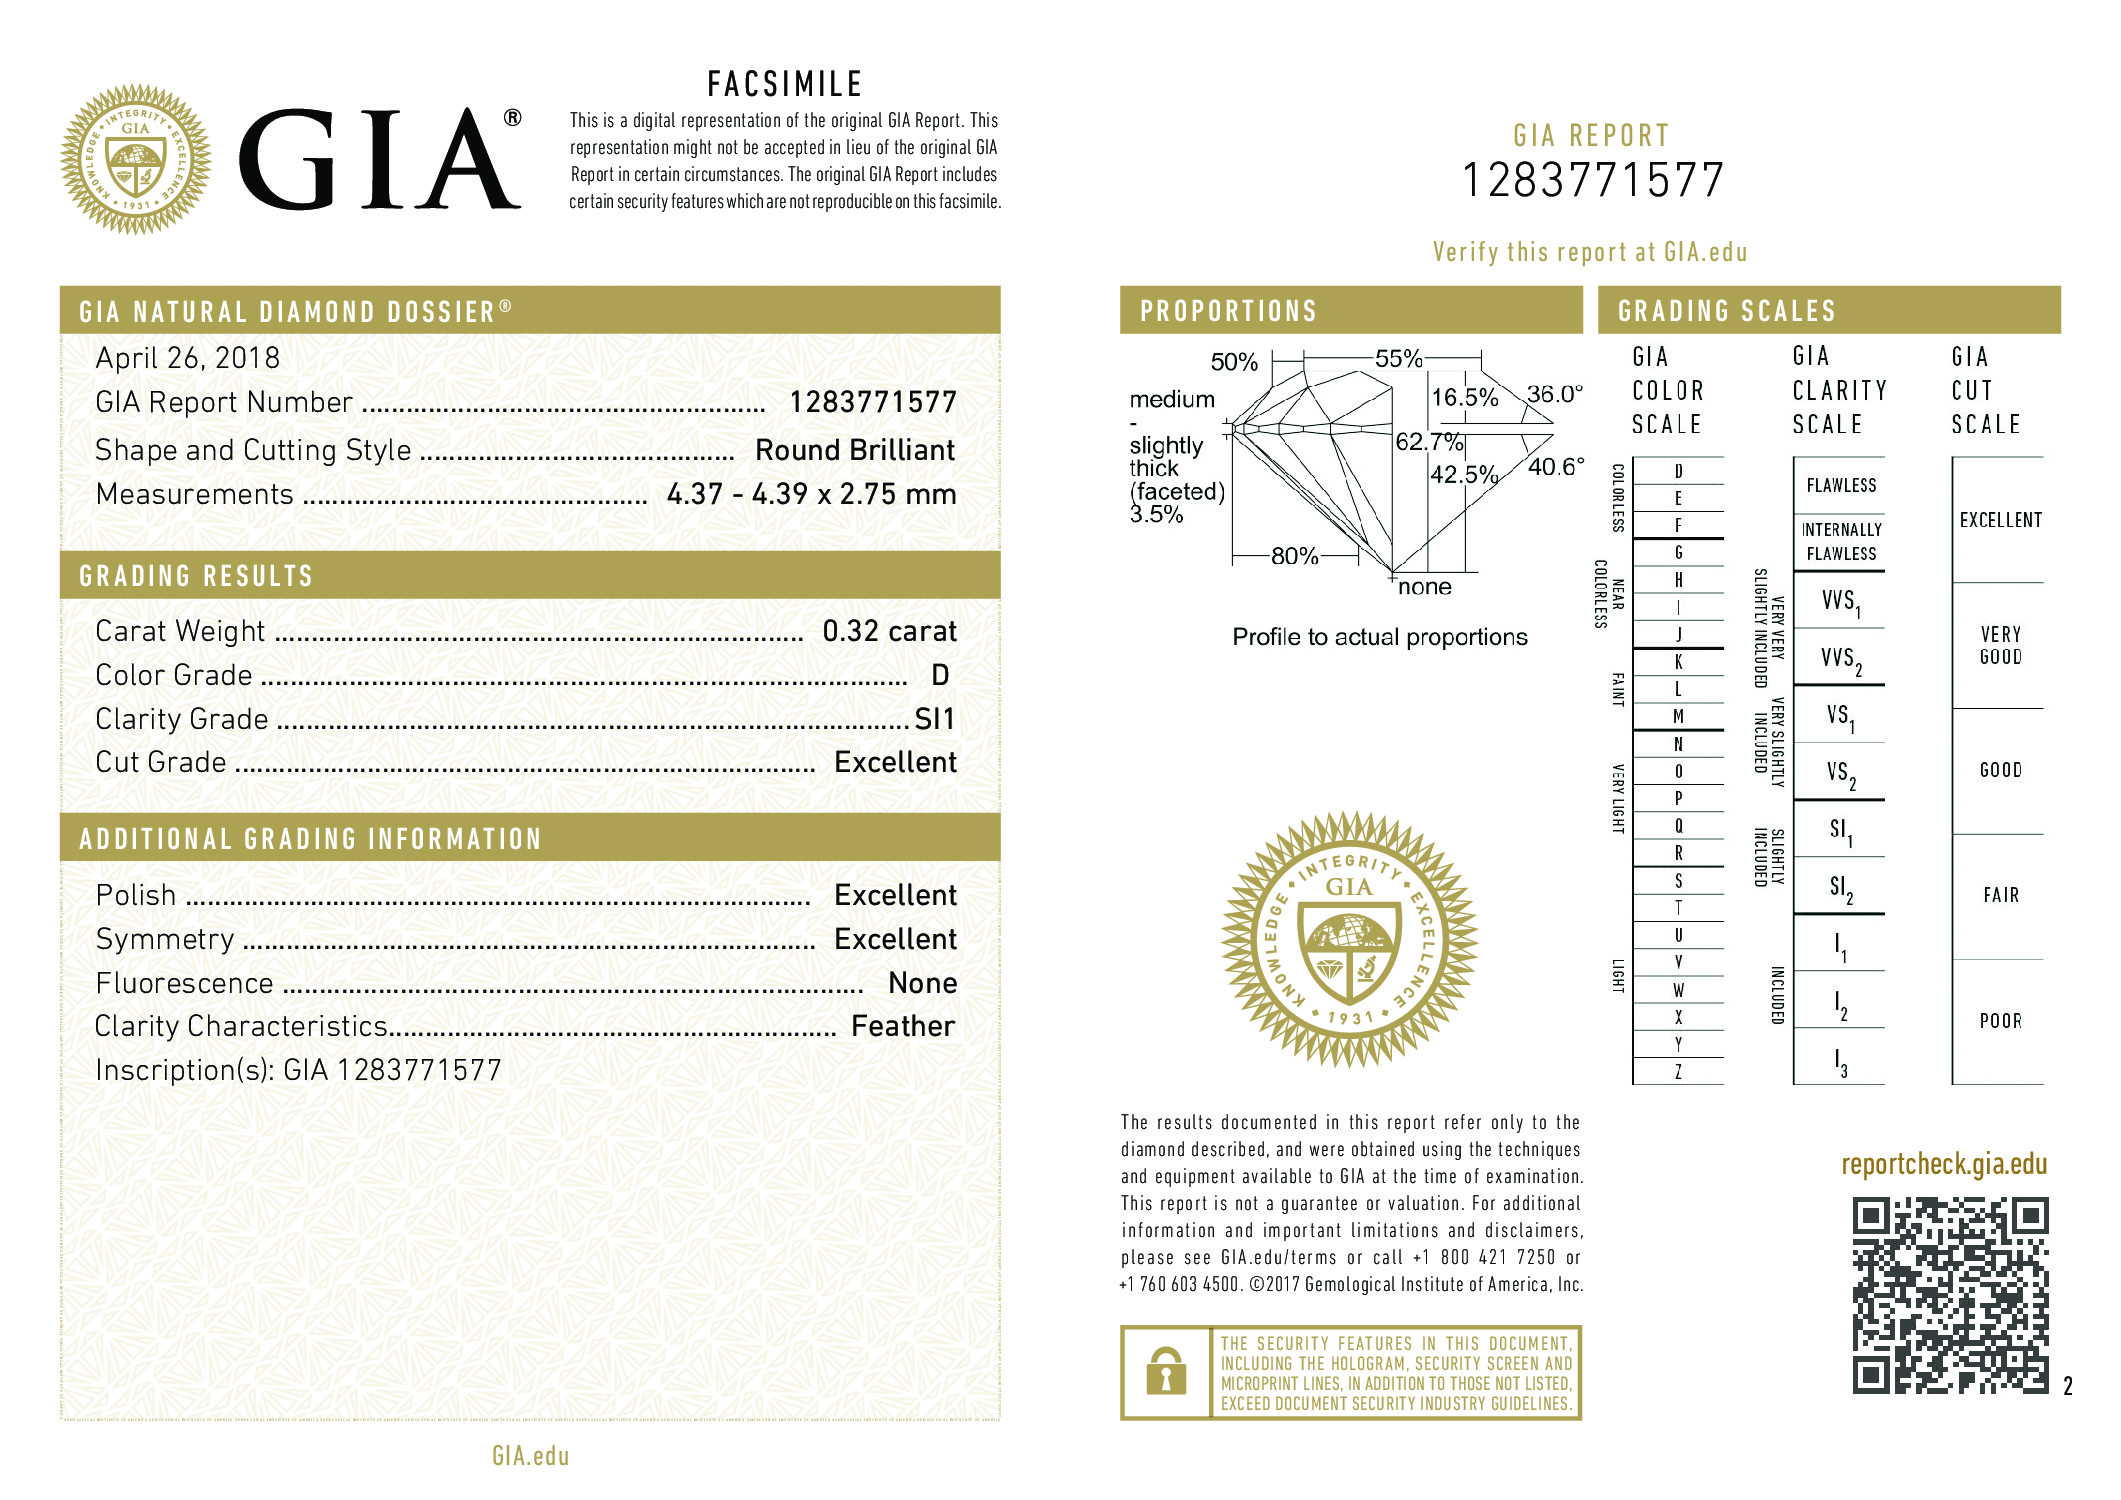 FACSIMILE
This is a digital representation of the original GIA Report. This
representation might not be accepted in lieu of the original GIA
Report in certain circumstances. The original GIA Report includes
certain security features which are not reproducible on this facsimile.
INTEGRITY
KNOWLEDGE
EXCELLENCE
GIA
1931
GIA®
GIA NATURAL DIAMOND DOSSIER®
April 26, 2018
GIA Report Number ........................................................ 1283771577
Shape and Cutting Style ........................................... Round Brilliant
Measurements ............................................... 4.37 - 4.39 x 2.75 mm
GRADING RESULTS
Carat Weight ........................................................................ 0.32 carat
Color Grade ........................................................................................ D
Clarity Grade ...................................................................................... SI1
Cut Grade ............................................................................... Excellent
ADDITIONAL GRADING INFORMATION
Polish ..................................................................................... Excellent
Symmetry .............................................................................. Excellent
Fluorescence ............................................................................... None
Clarity Characteristics............................................................. Feather
Inscription(s): GIA 1283771577
GIA.edu
GIA REPORT
1283771577
Verify this report at GIA.edu
PROPORTIONS
50%
55%
medium
-
slightly
thick
(faceted)
3.5%
16.5%
36.0°
62.7%
42.5%
40.6°
80%
none
Profile to actual proportions
INTEGRITY
KNOWLEDGE
EXCELLENCE
GIA
1931
The results documented in this report refer only to the
diamond described, and were obtained using the techniques
and equipment available to GIA at the time of examination.
This report is not a guarantee or valuation. For additional
information and important limitations and disclaimers,
please see GIA.edu/terms or call +1 800 421 7250 or
+1 760 603 4500. ©2017 Gemological Institute of America, Inc.
THE SECURITY FEATURES IN THIS DOCUMENT,
INCLUDING THE HOLOGRAM, SECURITY SCREEN AND
MICROPRINT LINES, IN ADDITION TO THOSE NOT LISTED,
EXCEED DOCUMENT SECURITY INDUSTRY GUIDELINES.
GRADING SCALES
GIA
COLOR
SCALE
COLORLESS
D
E
F
NEAR
COLORLESS
G
H
I
J
FAINT
K
L
M
VERY LIGHT
N
O
P
Q
R
LIGHT
S
T
U
V
W
X
Y
Z
GIA
CLARITY
SCALE
FLAWLESS
INTERNALLY
FLAWLESS
VERY VERY
SLIGHTLY INCLUDED
VVS1
VVS2
VERY SLIGHTLY
INCLUDED
VS1
VS2
SLIGHTLY
INCLUDED
SI1
SI2
INCLUDED
I1
I2
I3
GIA
CUT
SCALE
EXCELLENT
VERY
GOOD
GOOD
FAIR
POOR
reportcheck.gia.edu
2